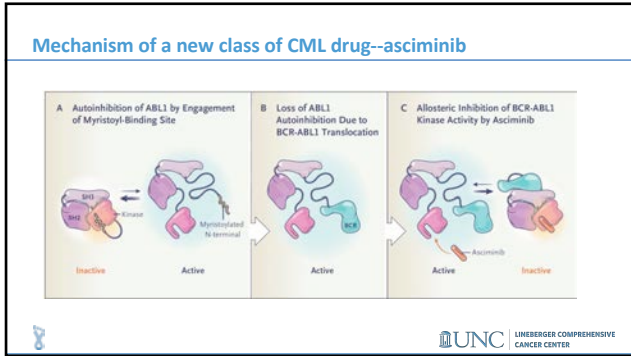 Mechanism of a new class of CML drug--asciminib
A Autoinhibition of ABL1 by Engagement
of Myristoyl-Binding Site
SH3
SH2
Kinase
Myristoylated
N-terminal
Inactive
Active
B Loss of ABL1
Autoinhibition Due to
BCR-ABL1 Translocation
BCR
Active
C Allosteric Inhibition of BCR-ABL1
Kinase Activity by Asciminib
Asciminib
Active
Inactive
UNC
LINEBERGER COMPREHENSIVE
CANCER CENTER